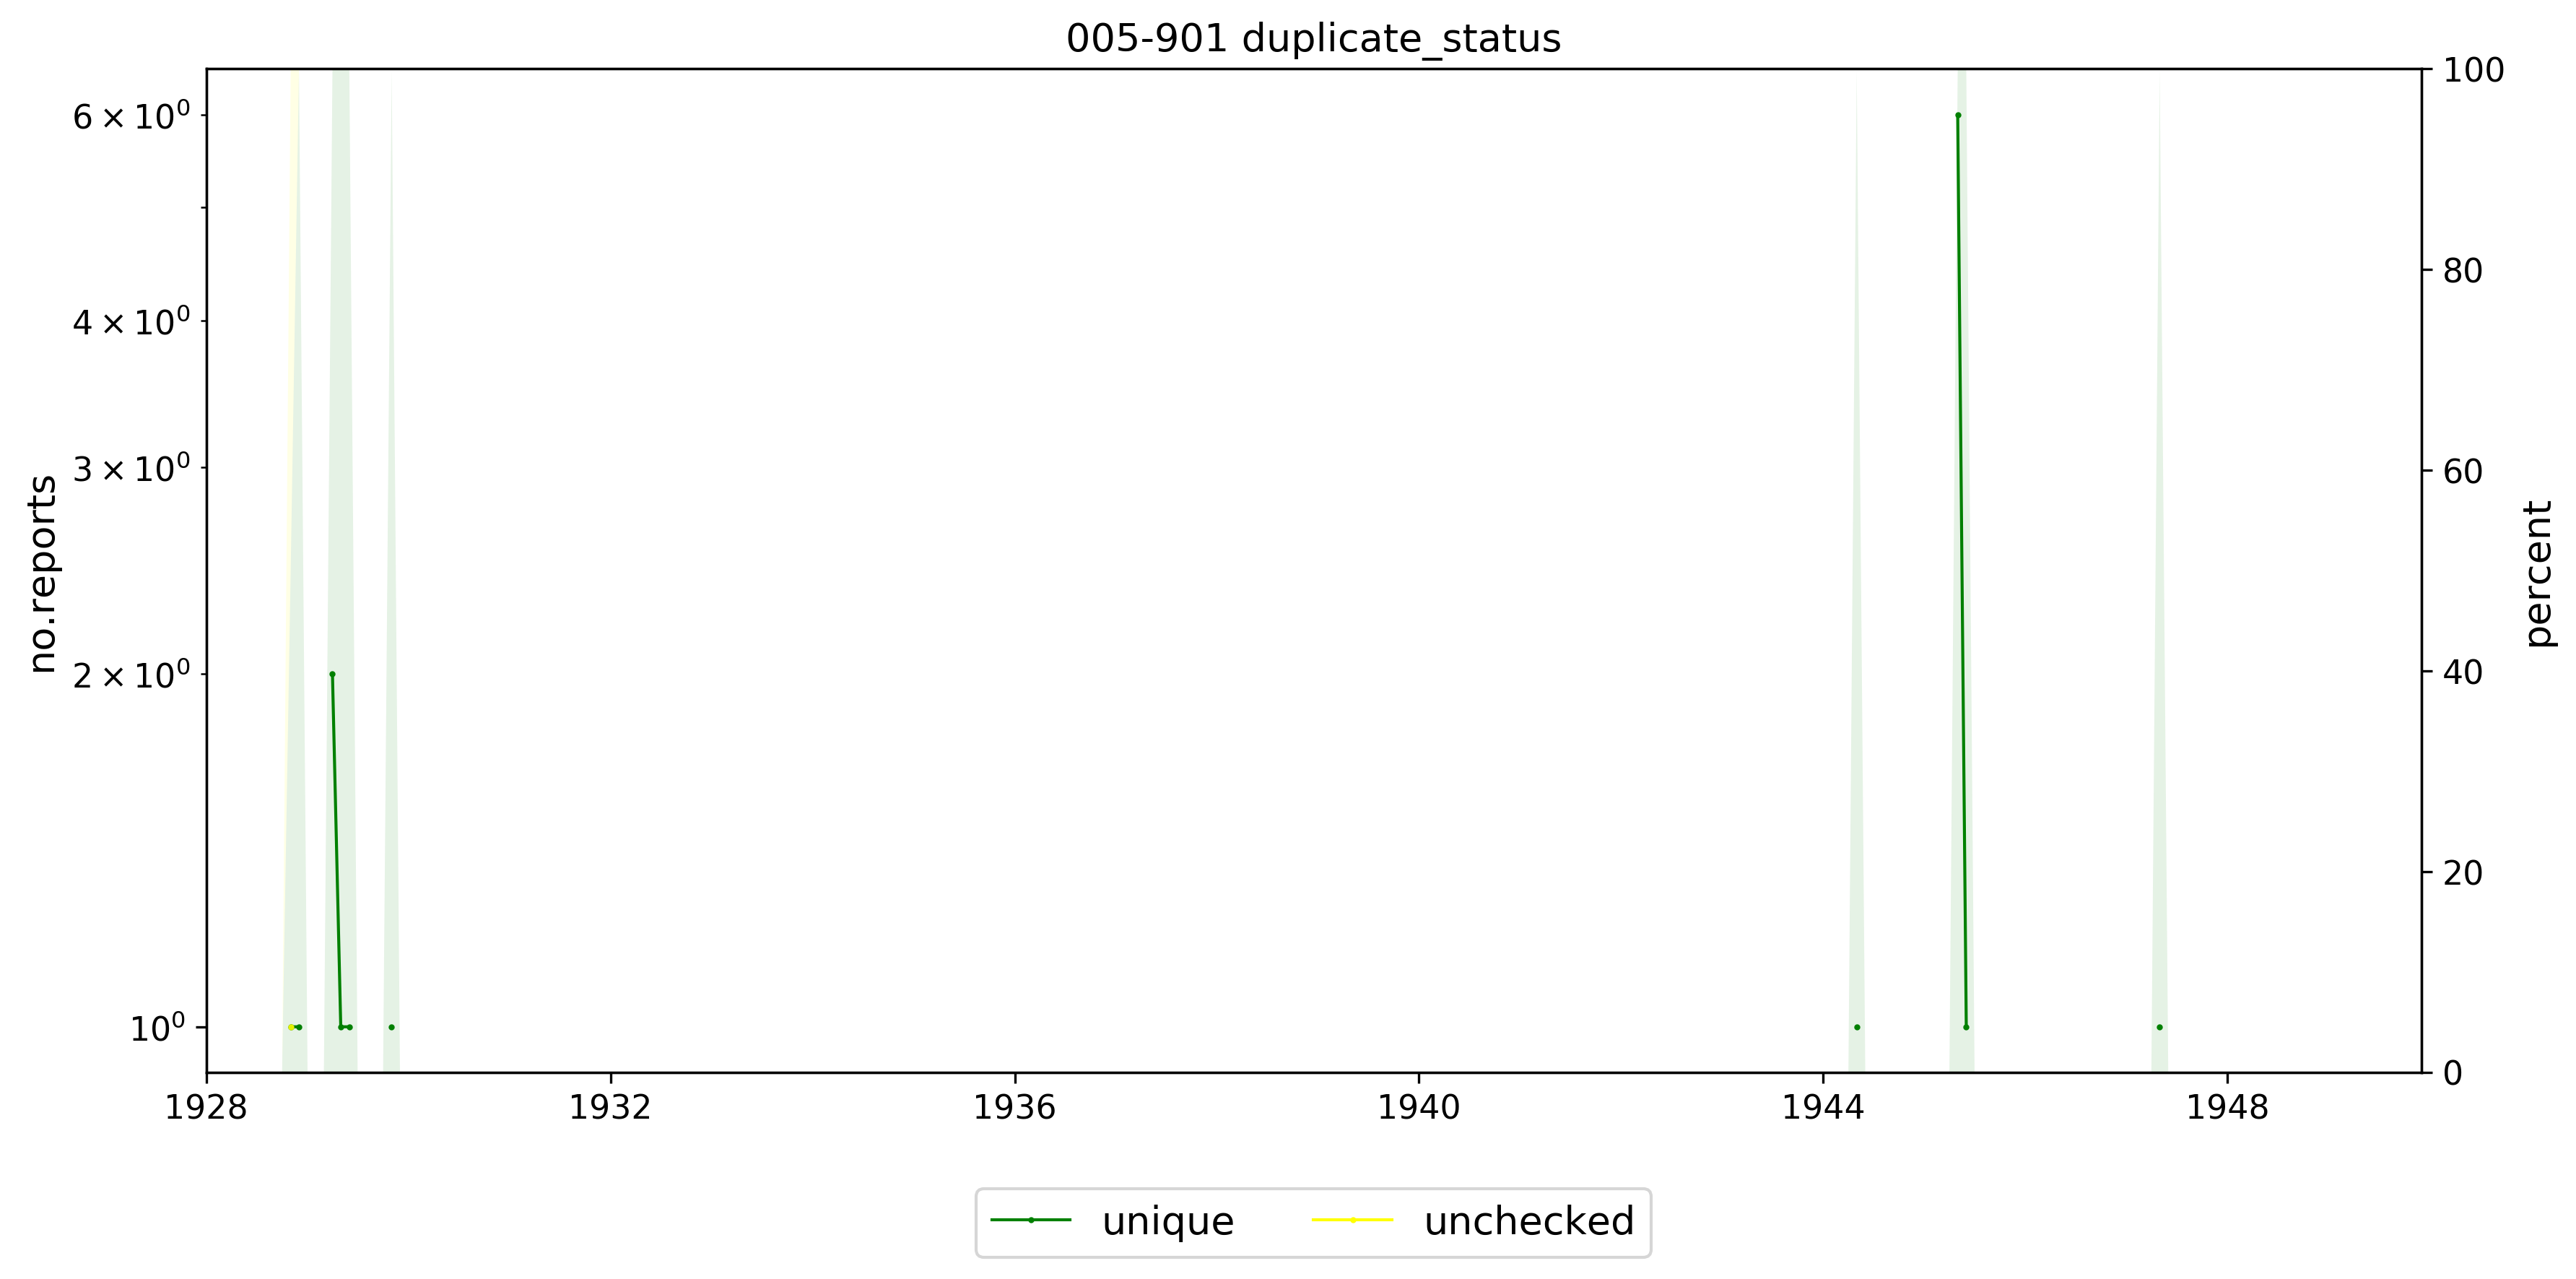 005-901 duplicate_status
6 × 10⁰
4 × 10⁰
3 × 10⁰
2 × 10⁰
10⁰
no.reports
100
80
60
40
20
0
percent
1928 1932 1936 1940 1944 1948
unique unchecked